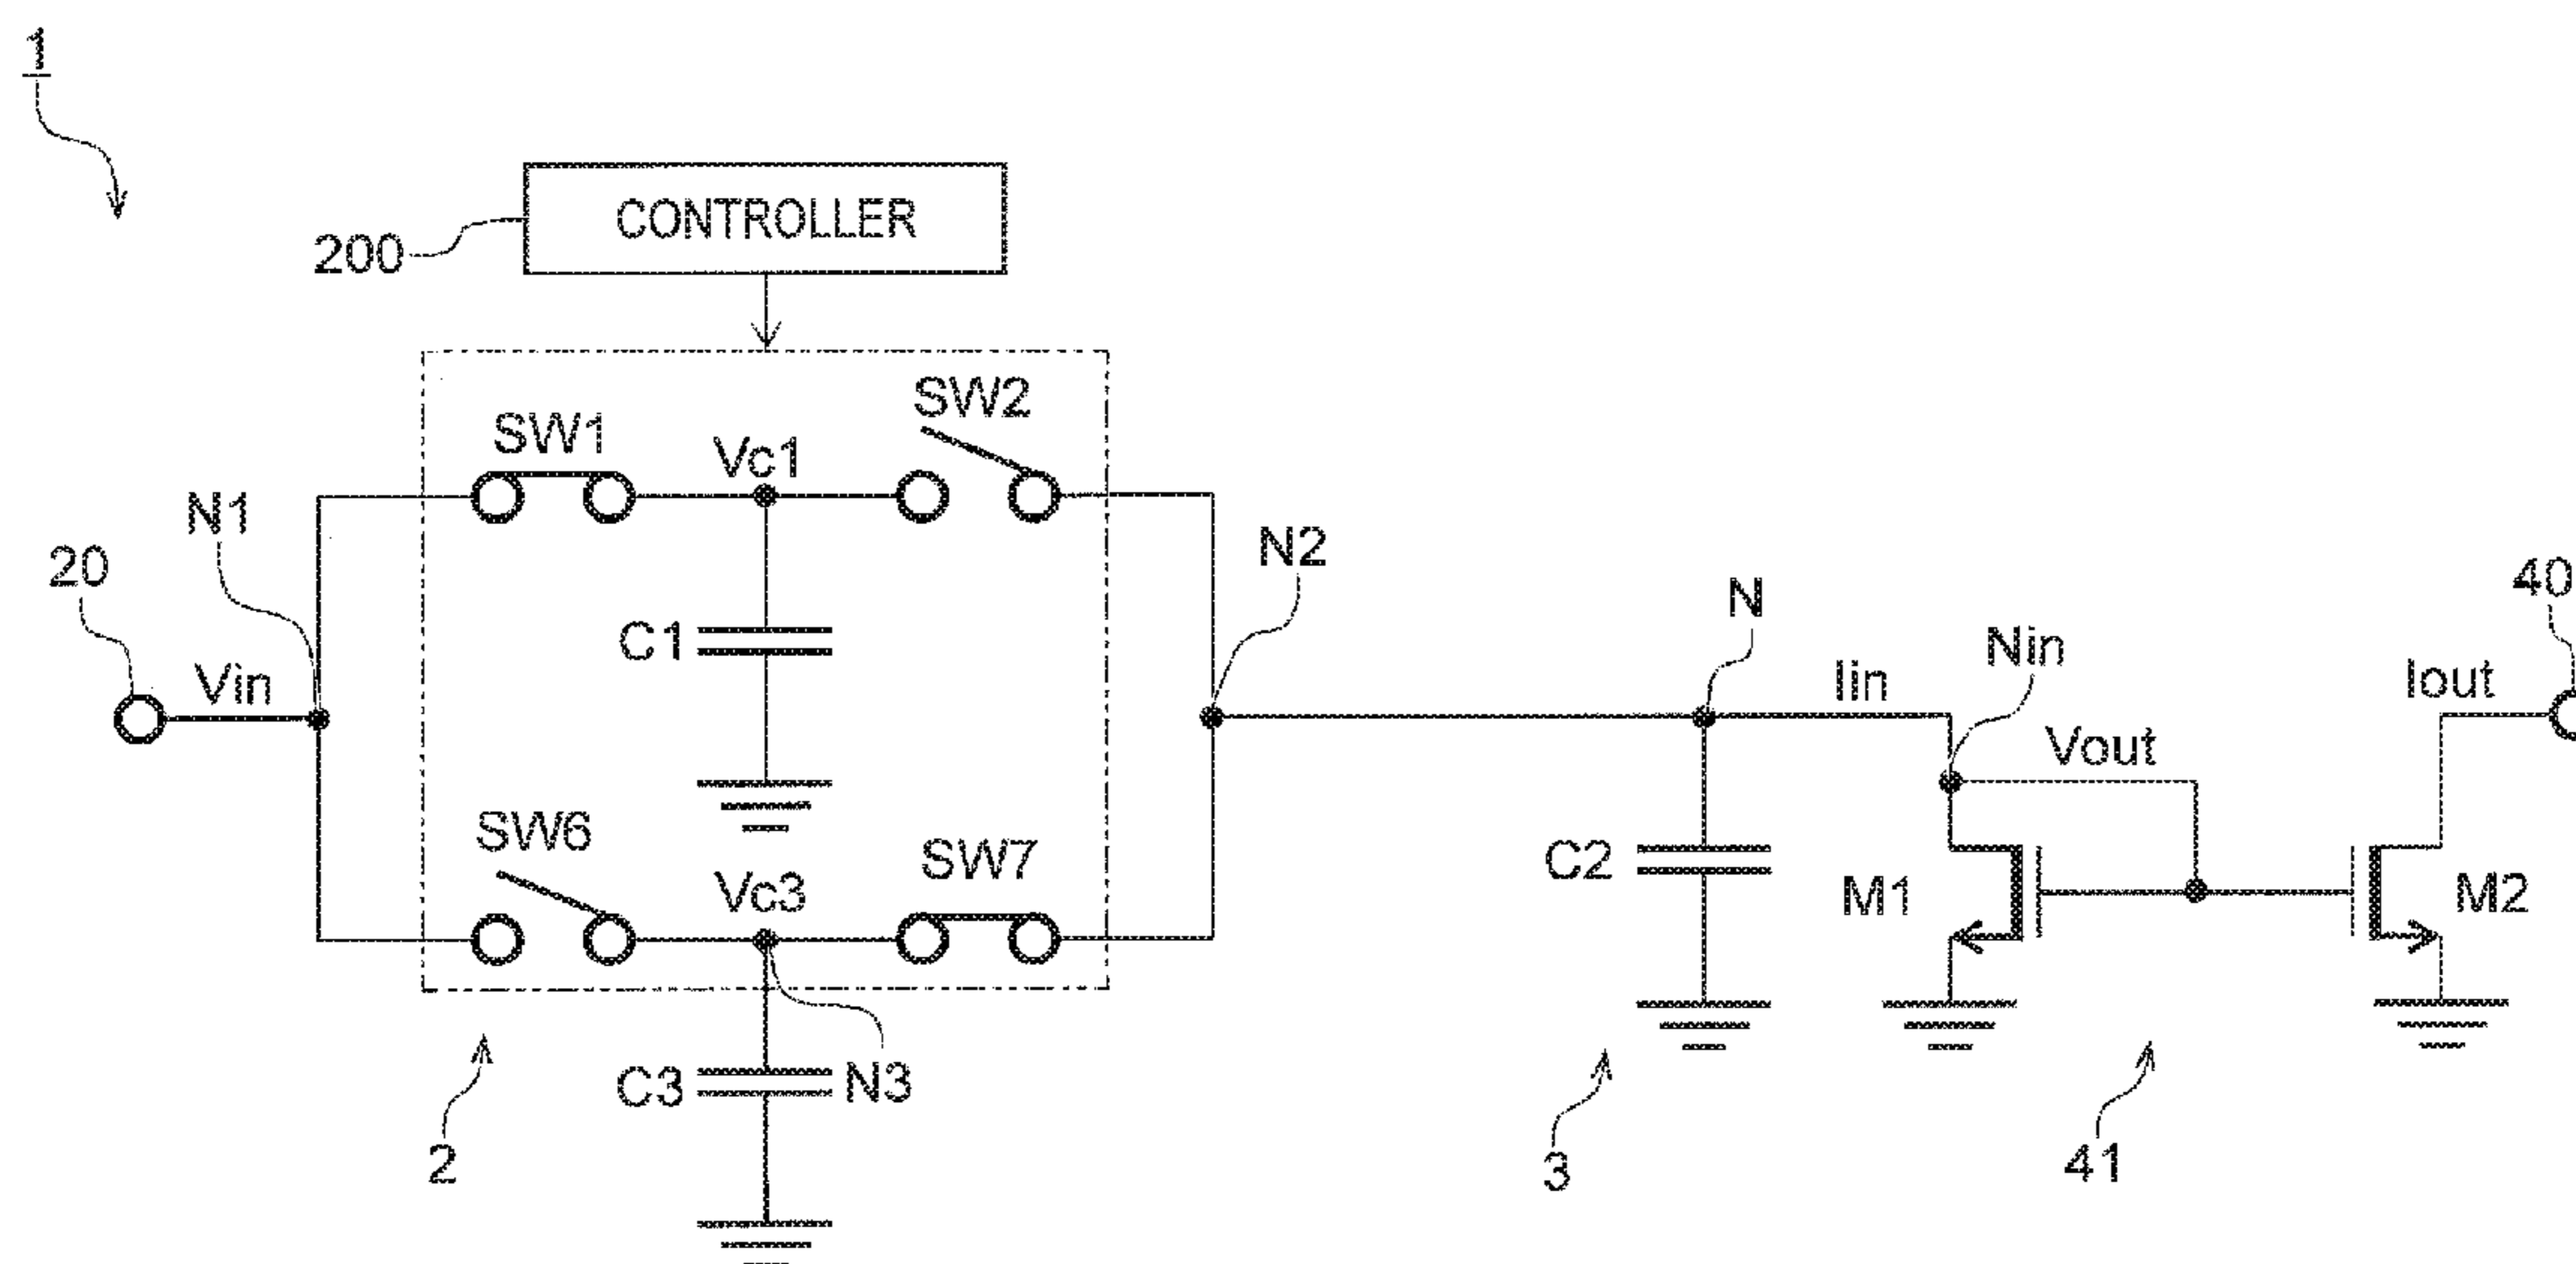 1
CONTROLLER
200
SW1
Vc1
SW2
N1
20
Vin
C1
N2
N
Iin
Nin
Vout
Iout
40
SW6
Vc3
SW7
C2
M1
M2
C3
N3
2
3
41